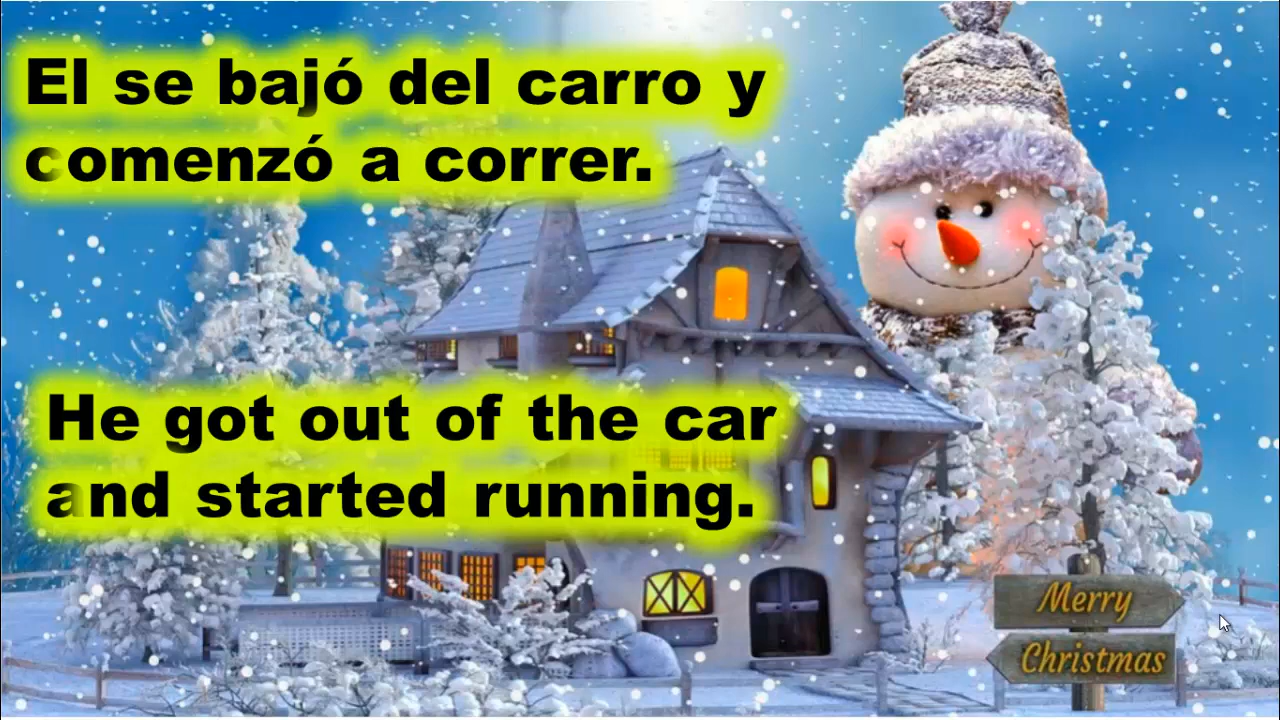 El se bajó del carro y
comenzó a correr.
He got out of the car
and started running.
Merry
Christmas